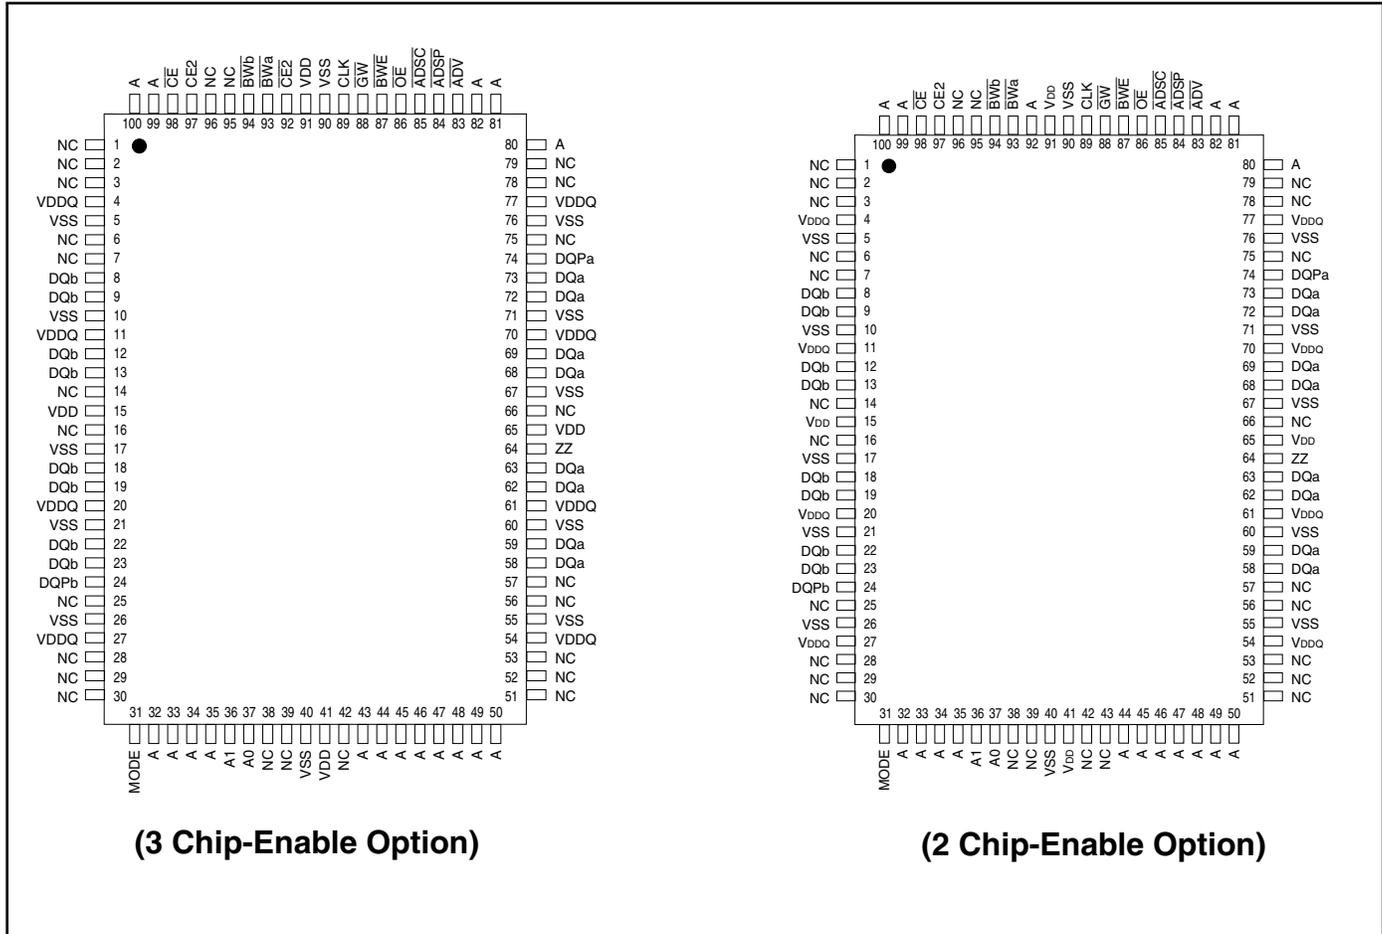 A A CE CE2 NC NC BWb BWa CE2 VDD VSS CLK GW BWE OE ADSC ADSP ADV A A
100 99 98 97 96 95 94 93 92 91 90 89 88 87 86 85 84 83 82 81
NC 1 80 A
NC 2 79 NC
NC 3 78 NC
VDDQ 4 77 VDDQ
VSS 5 76 VSS
NC 6 75 NC
NC 7 74 DQPa
DQb 8 73 DQa
DQb 9 72 DQa
VSS 10 71 VSS
VDDQ 11 70 VDDQ
DQb 12 69 DQa
DQb 13 68 DQa
NC 14 67 VSS
VDD 15 66 NC
NC 16 65 VDD
VSS 17 64 ZZ
DQb 18 63 DQa
DQb 19 62 DQa
VDDQ 20 61 VDDQ
VSS 21 60 VSS
DQb 22 59 DQa
DQb 23 58 DQa
DQPb 24 57 NC
NC 25 56 NC
VSS 26 55 VSS
VDDQ 27 54 VDDQ
NC 28 53 NC
NC 29 52 NC
NC 30 51 NC
31 32 33 34 35 36 37 38 39 40 41 42 43 44 45 46 47 48 49 50
MODE A A A A A1 A0 NC NC VSS VDD NC A A A A A A A A
(3 Chip-Enable Option)
A A CE CE2 NC NC BWb BWa A VDD VSS CLK GW BWE OE ADSC ADSP ADV A A
100 99 98 97 96 95 94 93 92 91 90 89 88 87 86 85 84 83 82 81
NC 1 80 A
NC 2 79 NC
NC 3 78 NC
VDDQ 4 77 VDDQ
VSS 5 76 VSS
NC 6 75 NC
NC 7 74 DQPa
DQb 8 73 DQa
DQb 9 72 DQa
VSS 10 71 VSS
VDDQ 11 70 VDDQ
DQb 12 69 DQa
DQb 13 68 DQa
NC 14 67 VSS
VDD 15 66 NC
NC 16 65 VDD
VSS 17 64 ZZ
DQb 18 63 DQa
DQb 19 62 DQa
VDDQ 20 61 VDDQ
VSS 21 60 VSS
DQb 22 59 DQa
DQb 23 58 DQa
DQPb 24 57 NC
NC 25 56 NC
VSS 26 55 VSS
VDDQ 27 54 VDDQ
NC 28 53 NC
NC 29 52 NC
NC 30 51 NC
31 32 33 34 35 36 37 38 39 40 41 42 43 44 45 46 47 48 49 50
MODE A A A A A1 A0 NC NC VSS VDD NC NC A A A A A A A
(2 Chip-Enable Option)